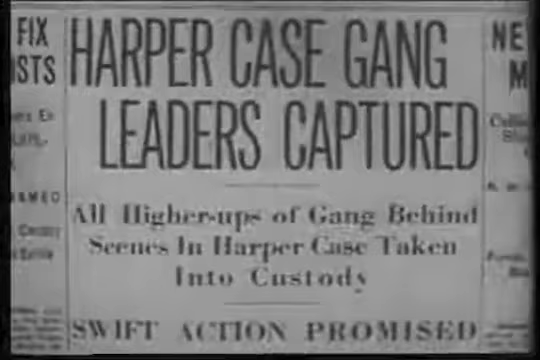 FIX
HARPER CASE GANG
LEADERS CAPTURED
All Higher-ups of Gang Behind
Scenes In Harper Case Taken
Into Custody
SWIFT ACTION PROMISED